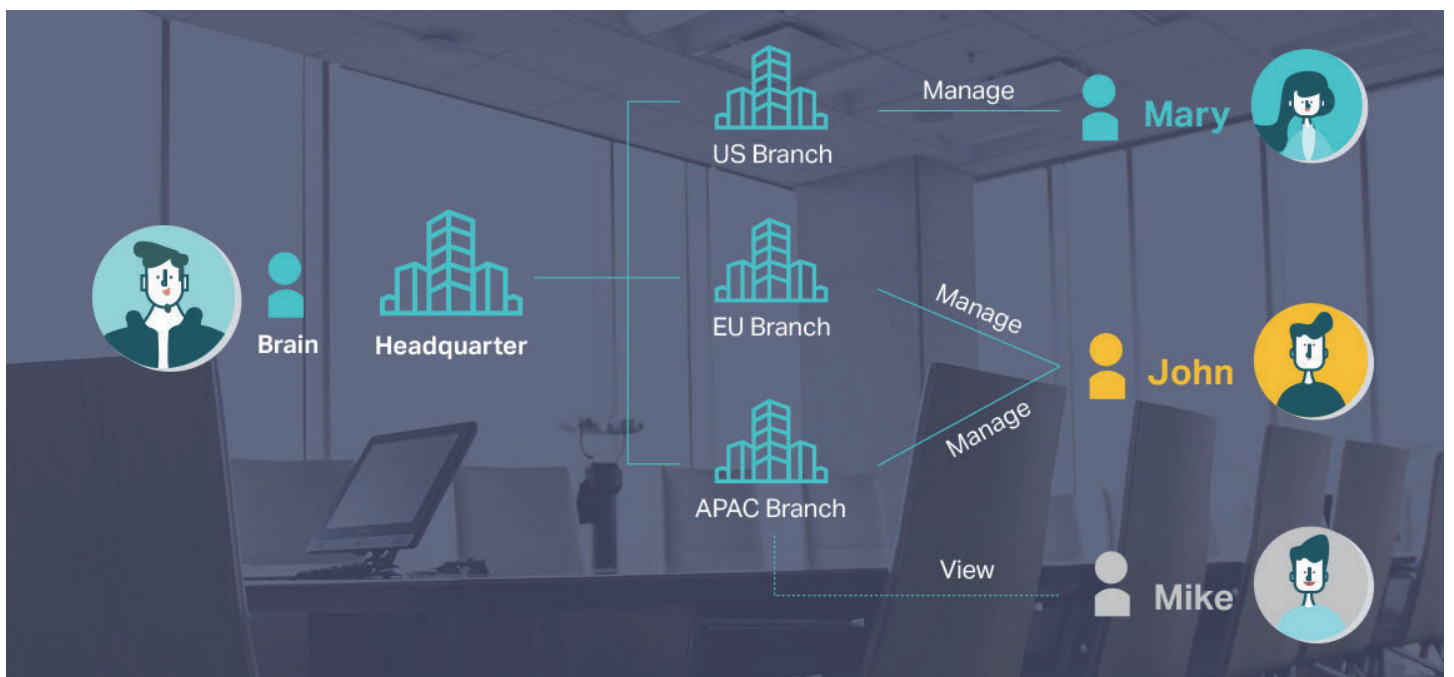 Manage
Mary
US Branch
Brain
Headquarter
EU Branch
Manage
John
Manage
APAC Branch
View
Mike